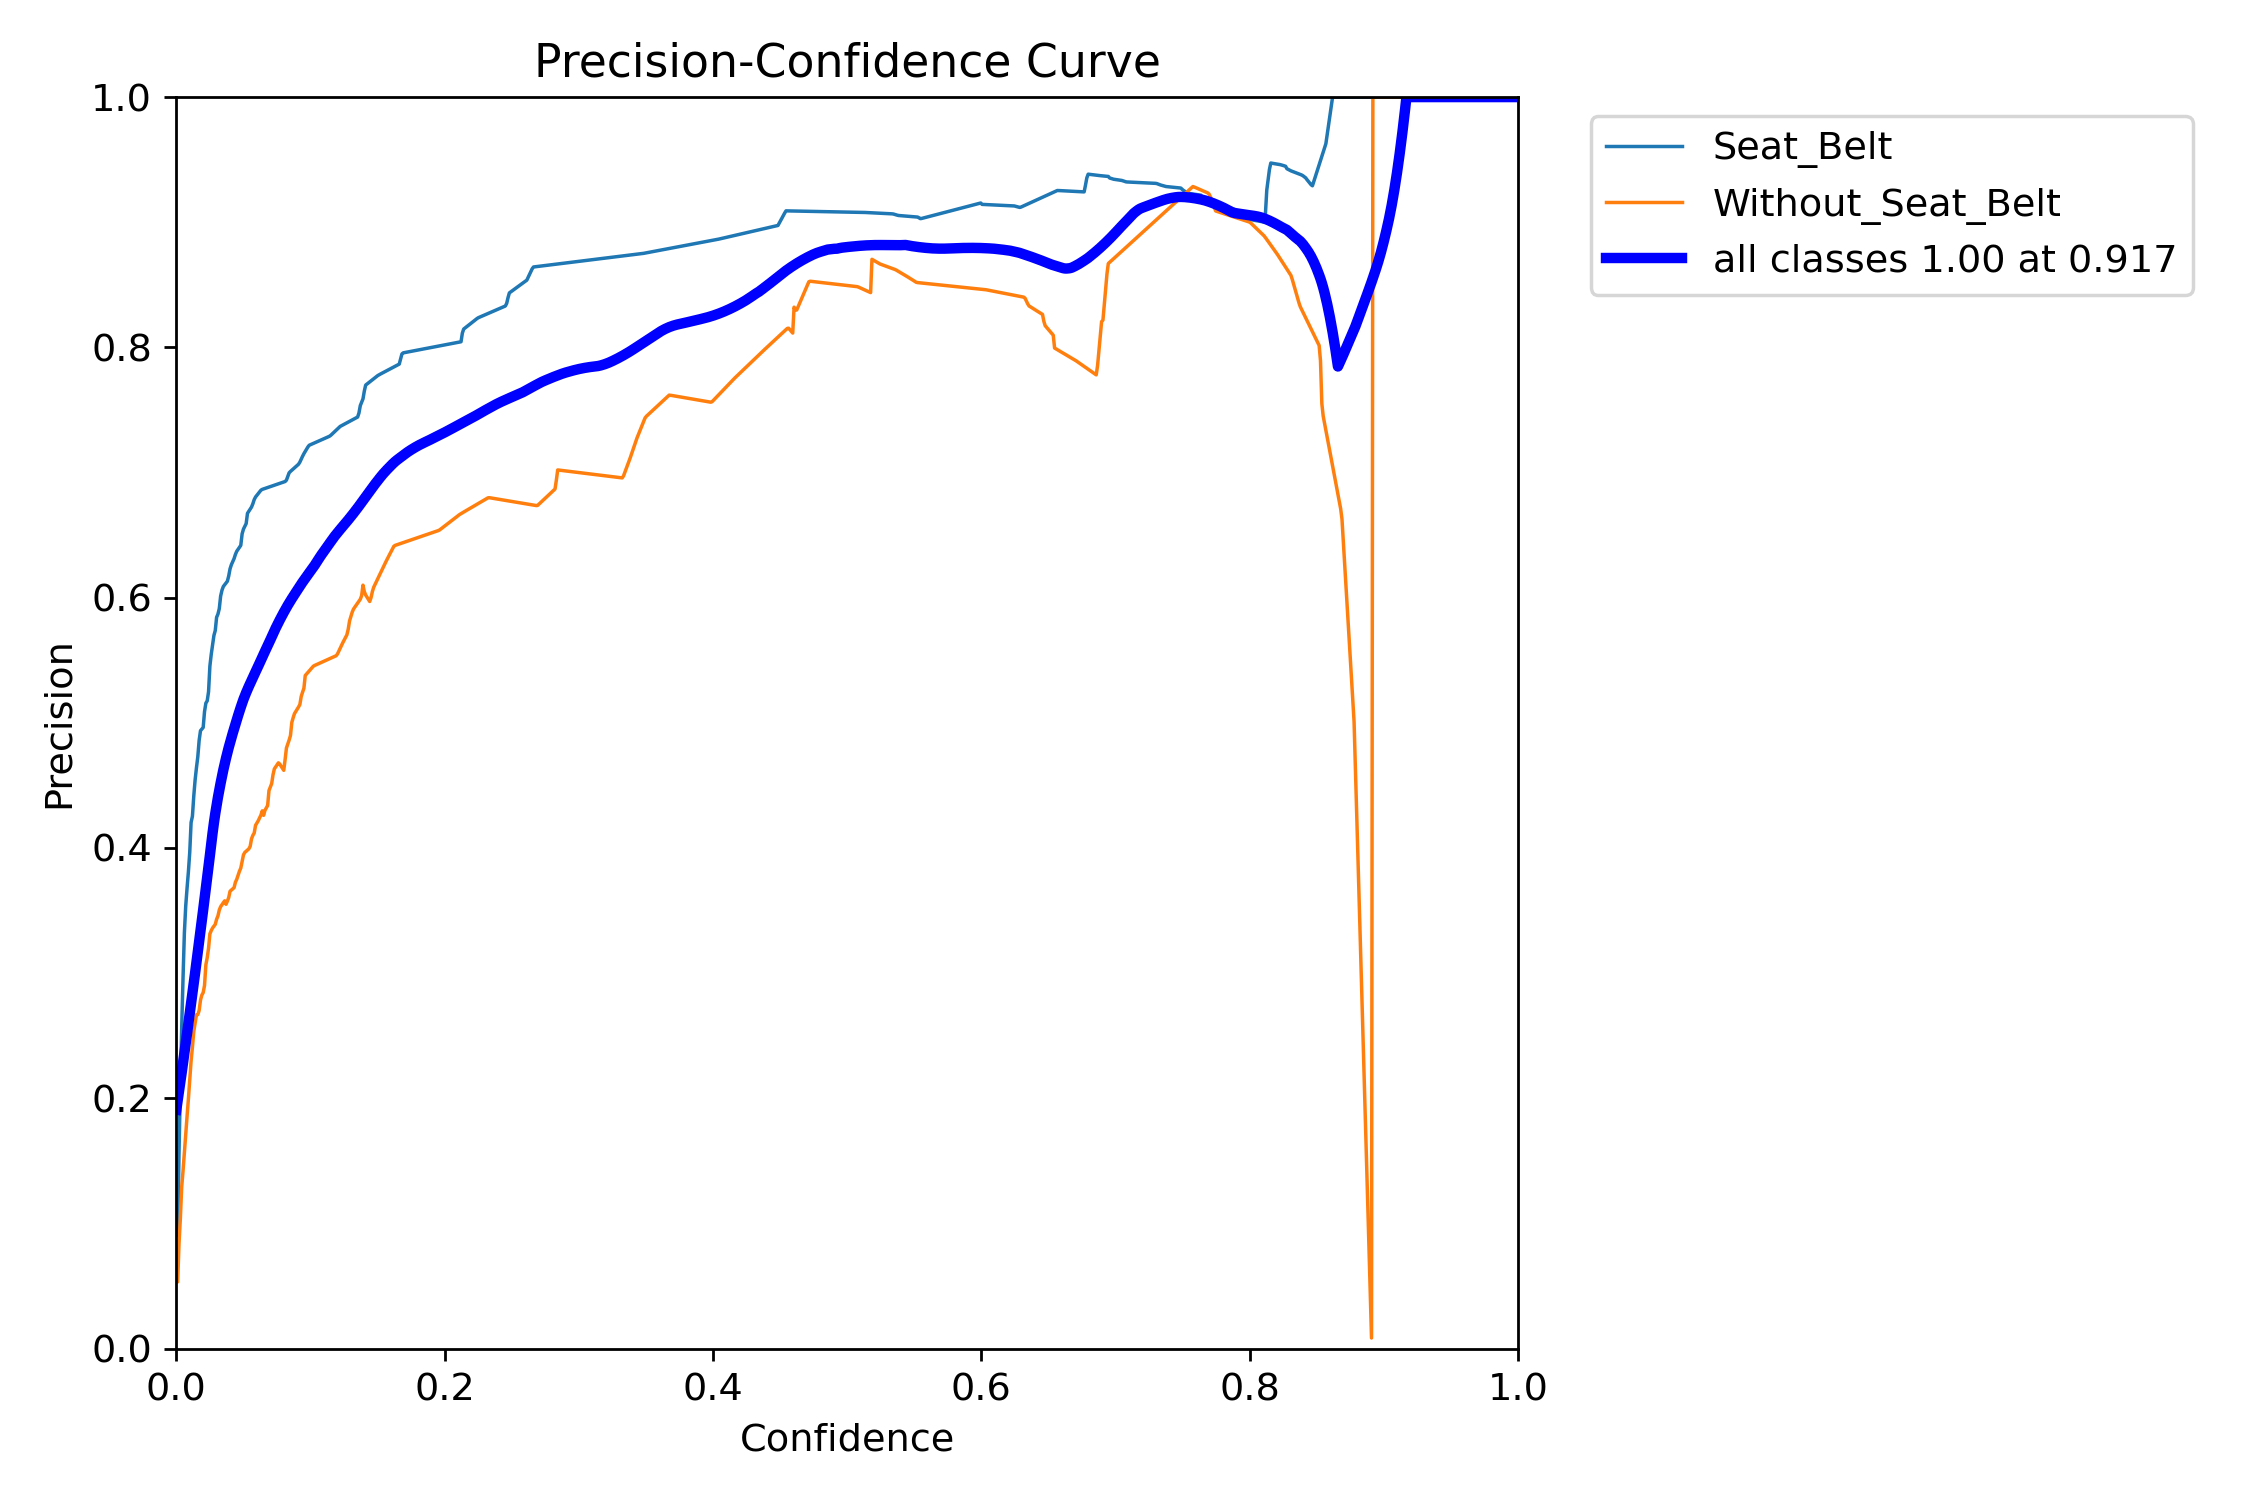 Precision-Confidence Curve
1.0
0.8
0.6
0.4
0.2
0.0
Precision
0.0 0.2 0.4 0.6 0.8 1.0
Confidence
Seat_Belt
Without_Seat_Belt
all classes 1.00 at 0.917